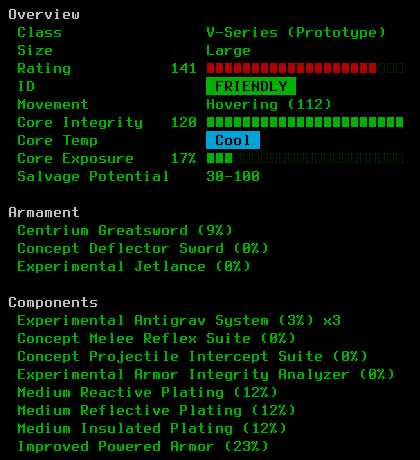 Overview
Class V-Series (Prototype)
Size Large
Rating 141
ID FRIENDLY
Movement Hovering (112)
Core Integrity 120
Core Temp Cool
Core Exposure 17%
Salvage Potential 30-100
Armament
Centrium Greatsword (9%)
Concept Deflector Sword (0%)
Experimental Jetlance (0%)
Components
Experimental Antigrav System (3%) x3
Concept Melee Reflex Suite (0%)
Concept Projectile Intercept Suite (0%)
Experimental Armor Integrity Analyzer (0%)
Medium Reactive Plating (12%)
Medium Reflective Plating (12%)
Medium Insulated Plating (12%)
Improved Powered Armor (23%)